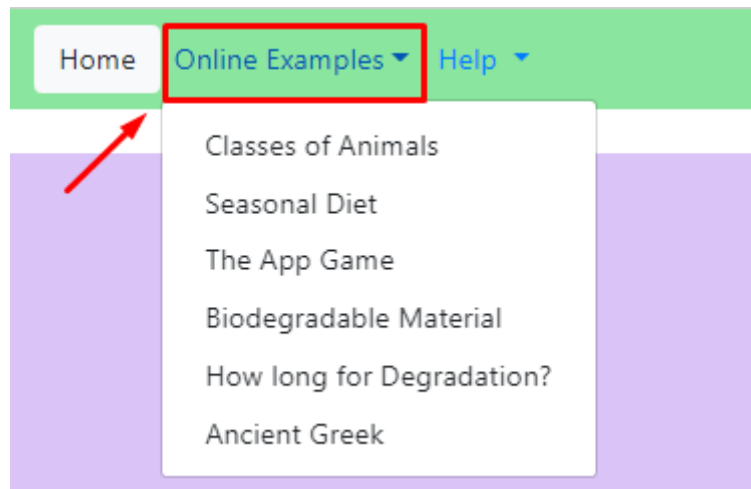 Home Online Examples Help
Classes of Animals
Seasonal Diet
The App Game
Biodegradable Material
How long for Degradation?
Ancient Greek